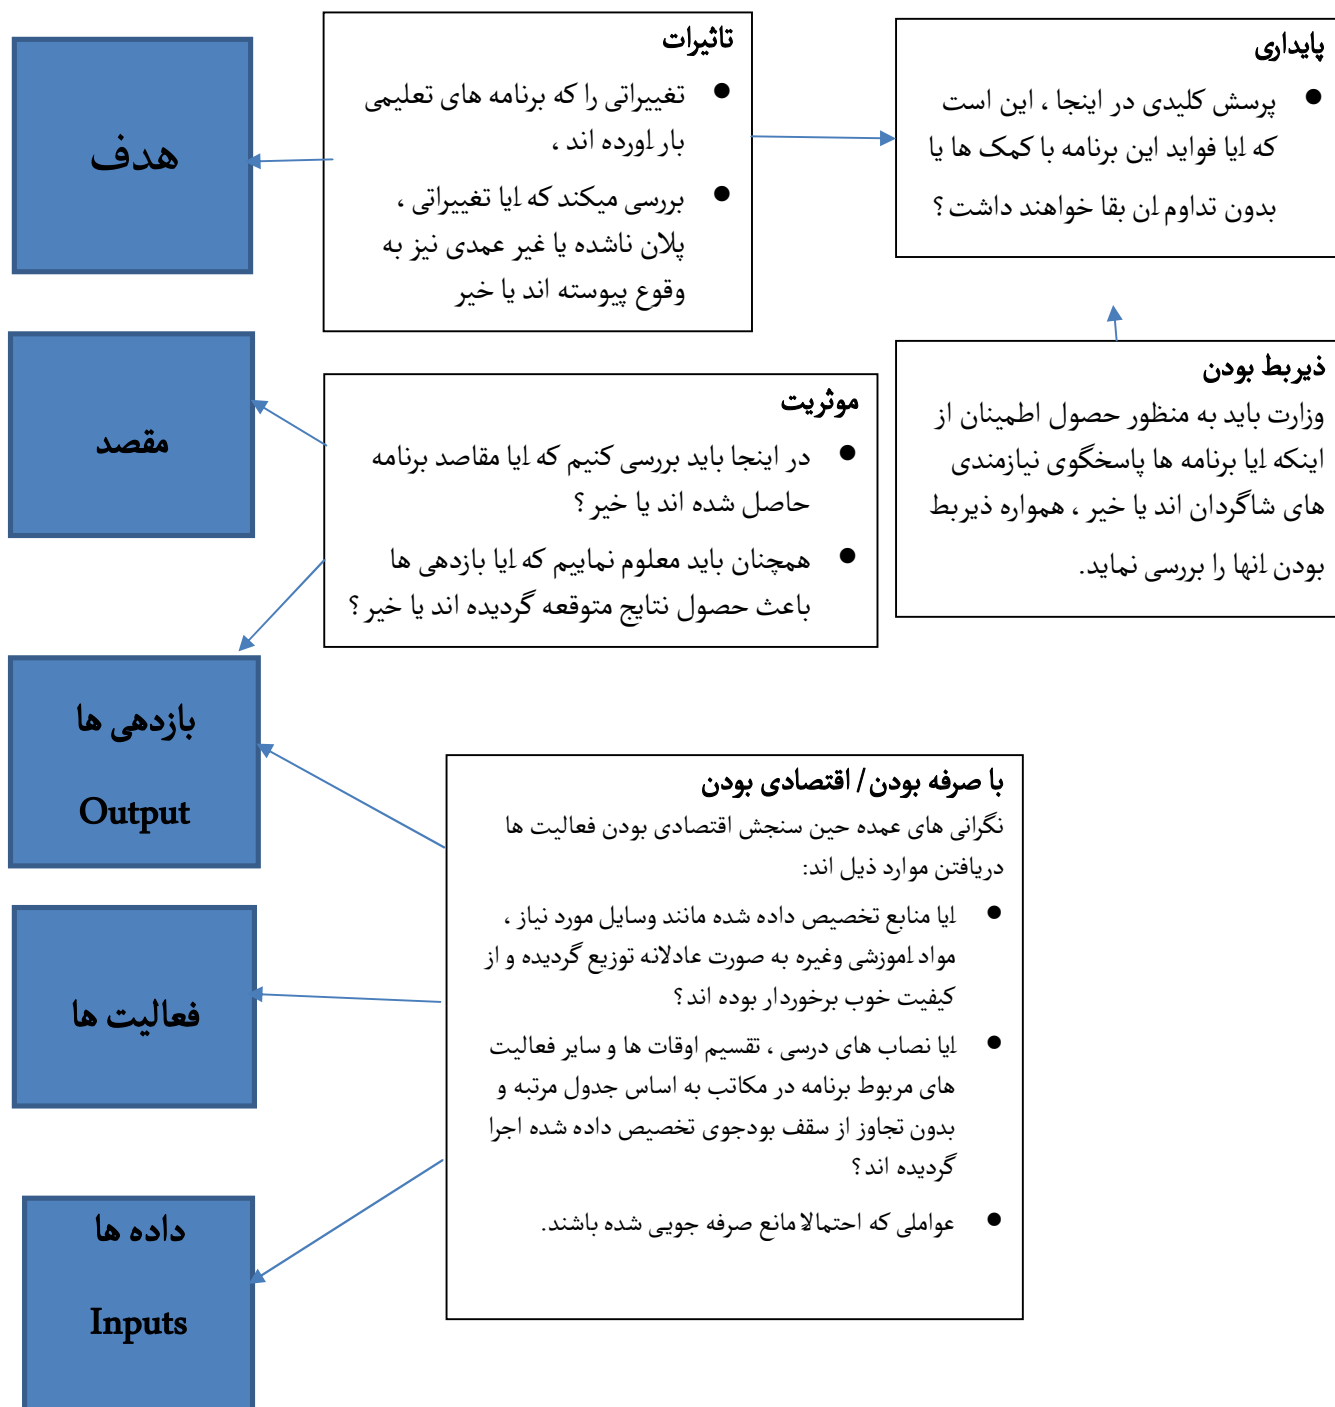 هدف
تاثیرات
● تغییراتی را که برنامه های تعلیمی
بار اورده اند ،
● بررسی میکند که ایا تغییراتی ،
پلان ناشده یا غیر عمدی نیز به
وقوع پیوسته اند یا خیر
پایداری
● پرسش کلیدی در اینجا ، این است
که ایا فواید این برنامه با کمک ها یا
بدون تداوم ان بقا خواهند داشت؟
مقصد
موثریت
● در اینجا باید بررسی کنیم که ایا مقاصد برنامه
حاصل شده اند یا خیر؟
● همچنان باید معلوم نماییم که ایا بازدهی ها
باعث حصول نتایج متوقعه گردیده اند یا خیر؟
ذیربط بودن
وزارت باید به منظور حصول اطمینان از
اینکه ایا برنامه ها پاسخگوی نیازمندی
های شاگردان اند یا خیر ، همواره ذیربط
بودن انها را بررسی نماید.
بازدهی ها
Output
با صرفه بودن/ اقتصادی بودن
نگرانی های عمده حین سنجش اقتصادی بودن فعالیت ها
دریافتن موارد ذیل اند:
● ایا منابع تخصیص داده شده مانند وسایل مورد نیاز ،
مواد اموزشی وغیره به صورت عادلانه توزیع گردیده و از
کیفیت خوب برخوردار بوده اند؟
● ایا نصاب های درسی ، تقسیم اوقات ها و سایر فعالیت
های مربوط برنامه در مکاتب به اساس جدول مرتبه و
بدون تجاوز از سقف بودجوی تخصیص داده شده اجرا
گردیده اند؟
● عواملی که احتمالا مانع صرفه جویی شده باشند.
فعالیت ها
داده ها
Inputs